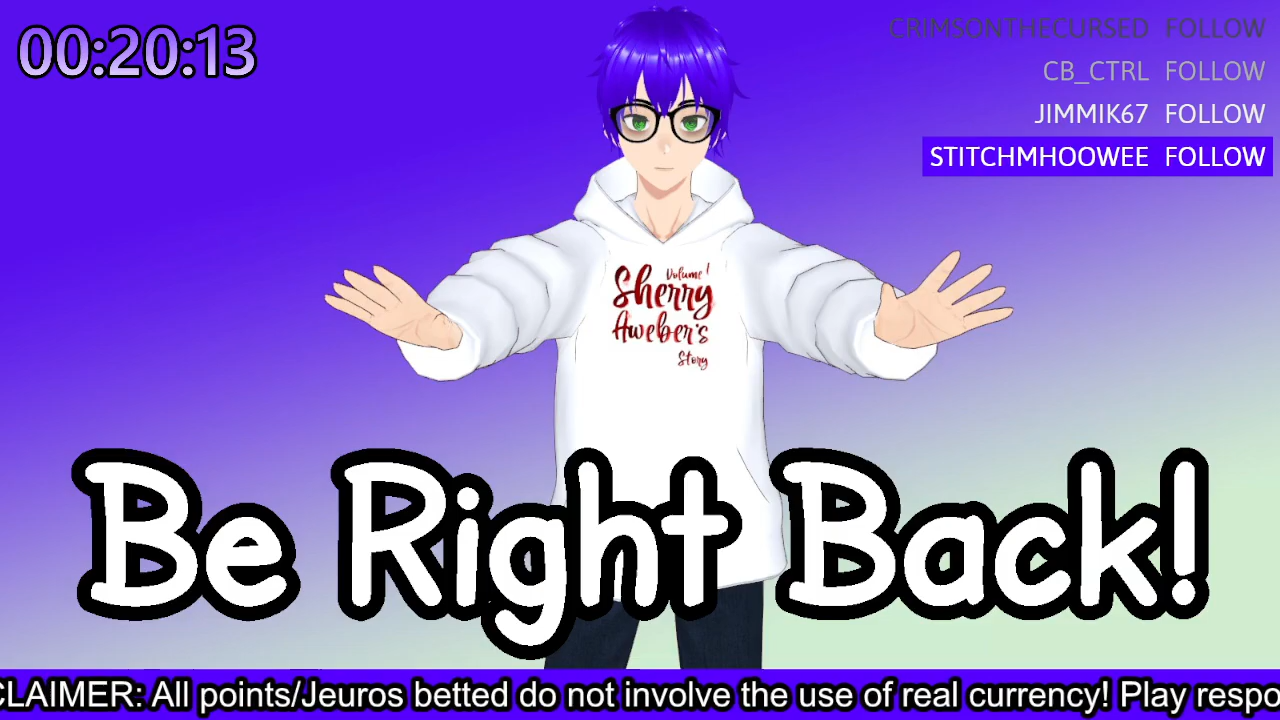 00:20:13
CRIMSONTHECURSED FOLLOW
CB_CTRL FOLLOW
JIMMIK67 FOLLOW
STITCHMHOOWEE FOLLOW
Volume 1
Sherry
Aweber's
Story
Be Right Back!
CLAIMER: All points/Jeuros betted do not involve the use of real currency! Play respo